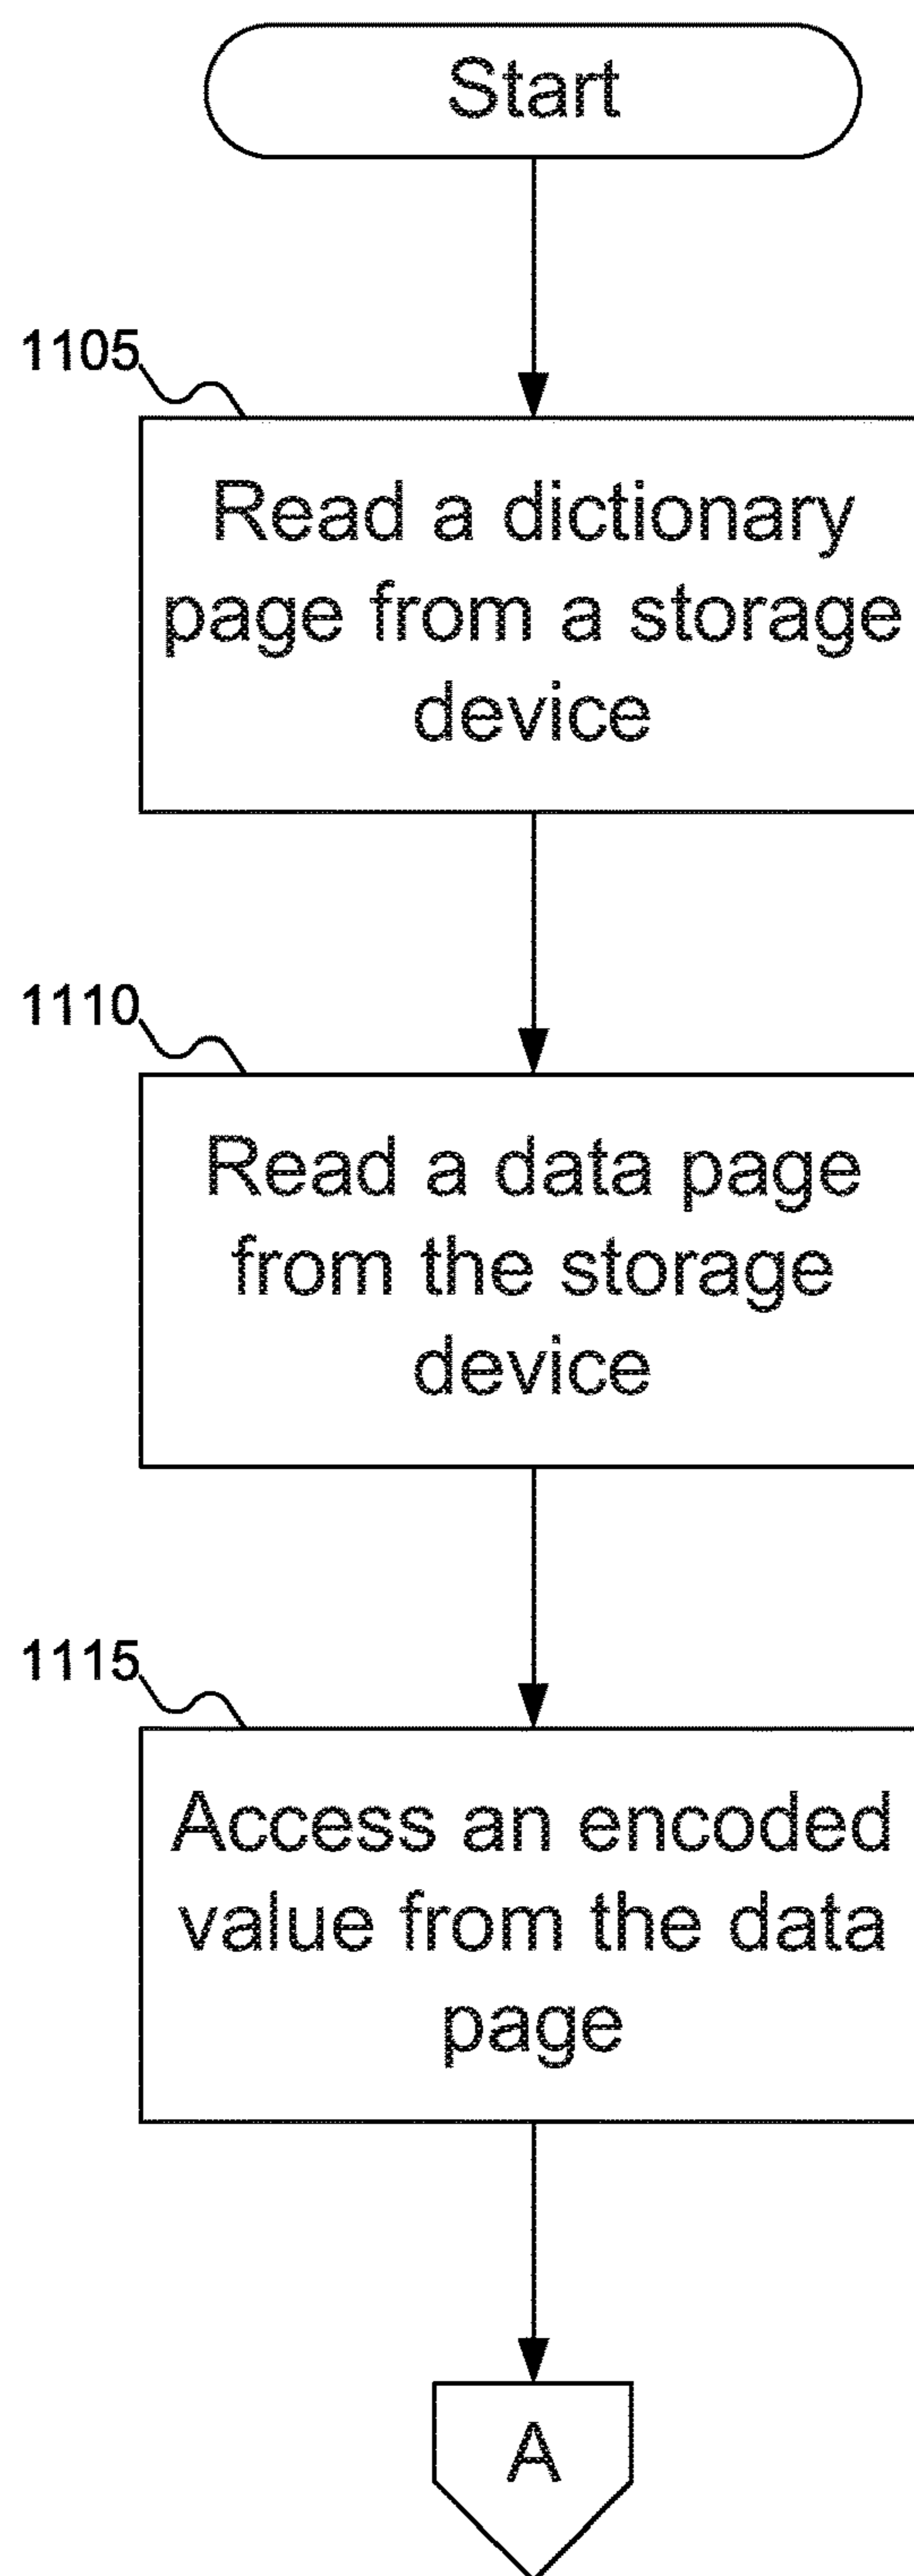 Start
1105
Read a dictionary
page from a storage
device
1110
Read a data page
from the storage
device
1115
Access an encoded
value from the data
page
A